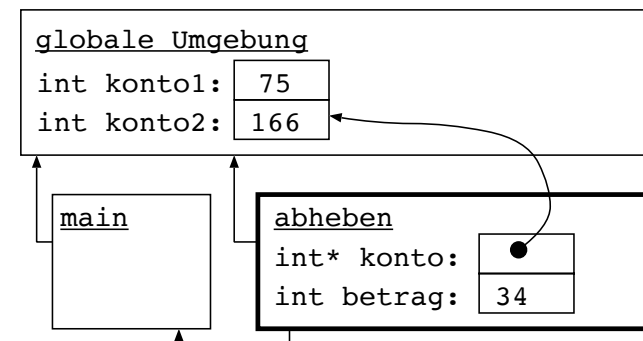 globale Umgebung
int konto1: 75
int konto2: 166
main
abheben
int* konto:
int betrag: 34